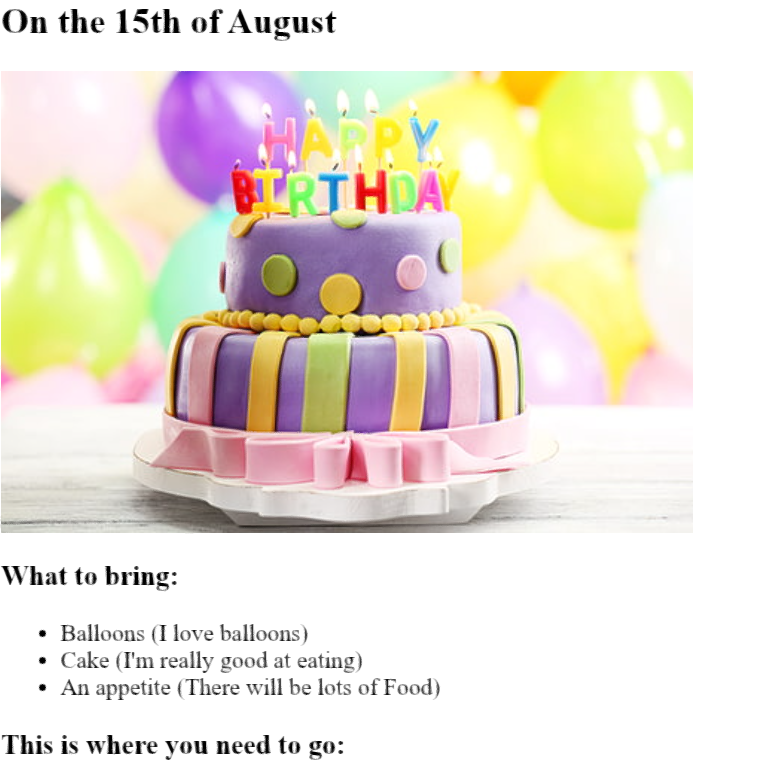 On the 15th of August
HAPPY
BIRTHDAY
What to bring:
Balloons (I love balloons)
Cake (I'm really good at eating)
An appetite (There will be lots of Food)
This is where you need to go: